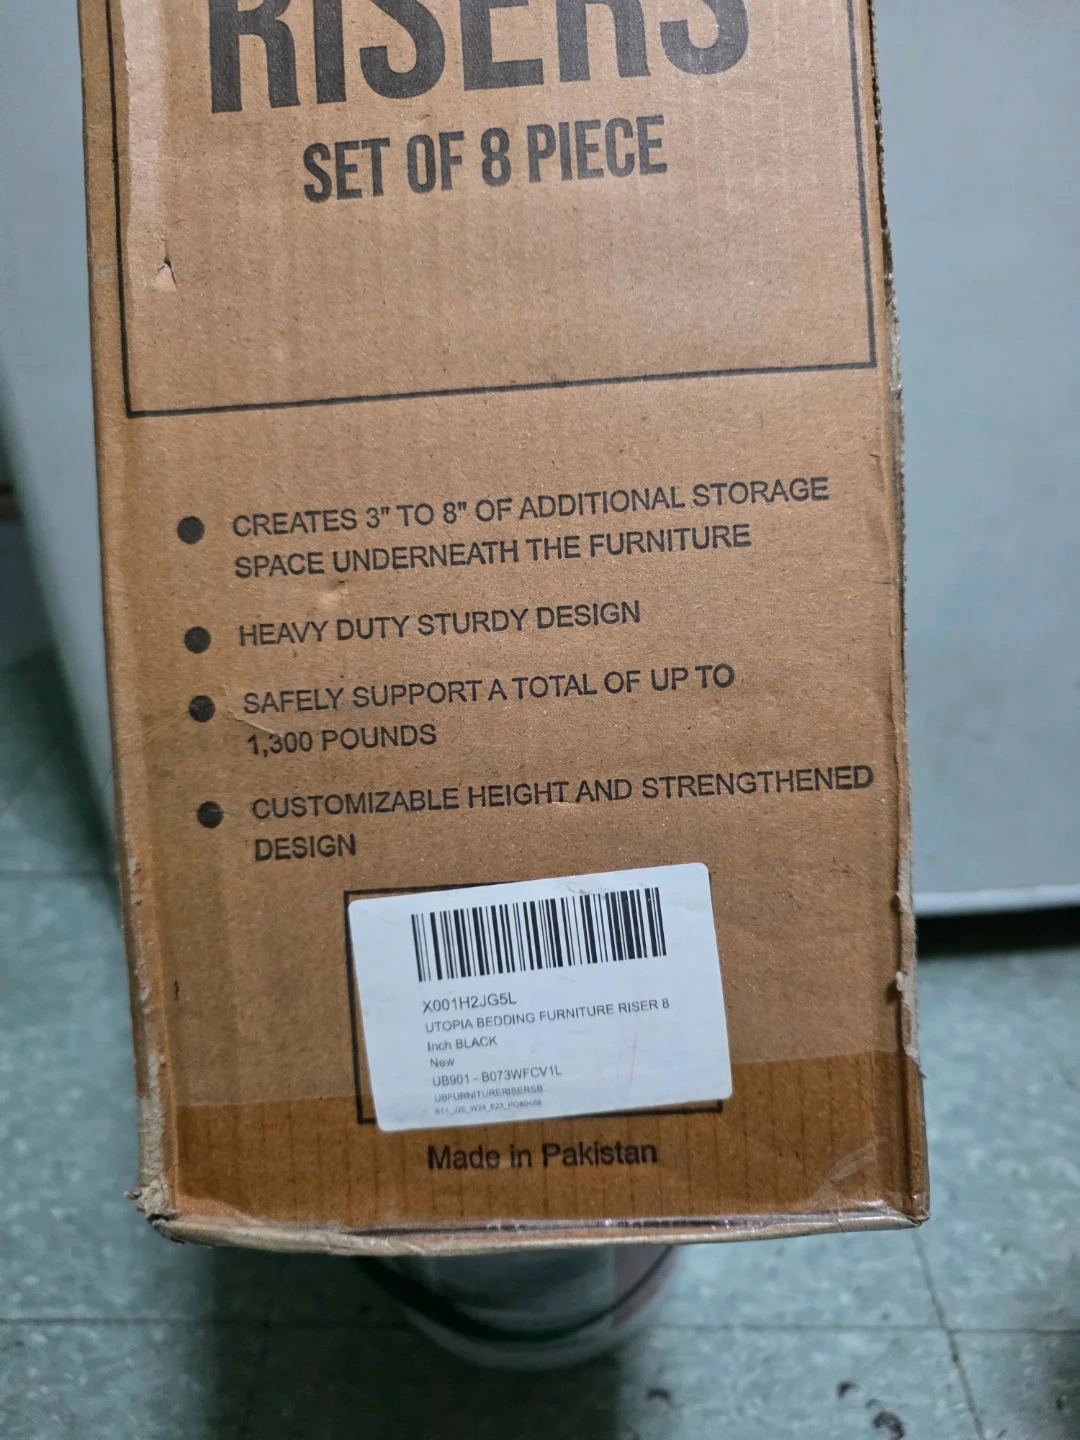 RISERS
SET OF 8 PIECE
CREATES 3" TO 8" OF ADDITIONAL STORAGE
SPACE UNDERNEATH THE FURNITURE
HEAVY DUTY STURDY DESIGN
SAFELY SUPPORT A TOTAL OF UP TO
1,300 POUNDS
CUSTOMIZABLE HEIGHT AND STRENGTHENED
DESIGN
X001H2JG5L
UTOPIA BEDDING FURNITURE RISER 8
Inch BLACK
New
UB901 - B073WFCV1L
UBFURNITURERISERSB
Made in Pakistan